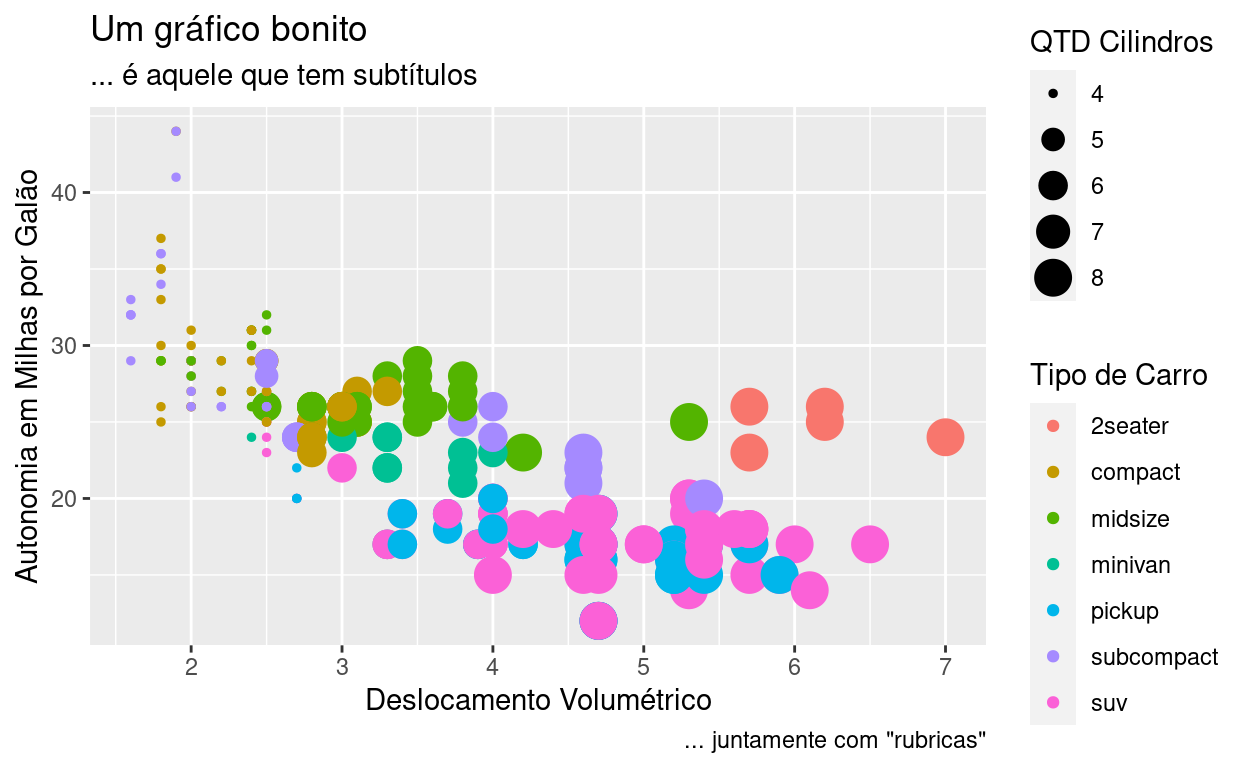 Um gráfico bonito
... é aquele que tem subtítulos
Autonomia em Milhas por Galão
40
30
20
2 3 4 5 6 7
Deslocamento Volumétrico
... juntamente com "rubricas"
QTD Cilindros
4
5
6
7
8
Tipo de Carro
2seater
compact
midsize
minivan
pickup
subcompact
suv